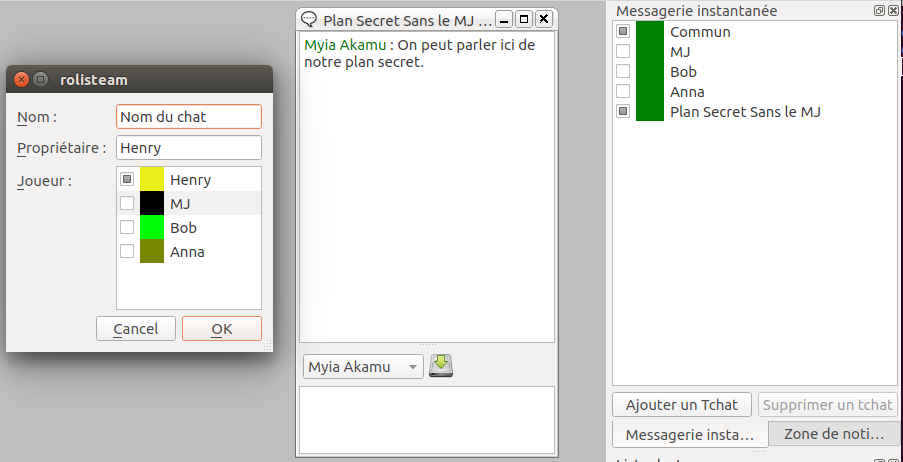 rolisteam
Nom :
Nom du chat
Propriétaire :
Henry
Joueur :
Henry
MJ
Bob
Anna
Cancel
OK
Plan Secret Sans le MJ ...
Myia Akamu : On peut parler ici de
notre plan secret.
Myia Akamu
Messagerie instantanée
Commun
MJ
Bob
Anna
Plan Secret Sans le MJ
Ajouter un Tchat
Supprimer un tchat
Messagerie insta...
Zone de noti...